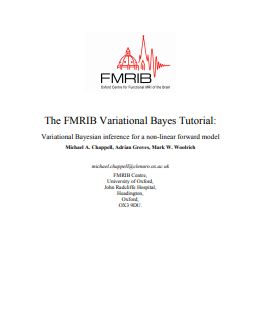 FMRIB
Oxford Centre for Functional MRI of the Brain
The FMRIB Variational Bayes Tutorial:
Variational Bayesian inference for a non-linear forward model
Michael A. Chappell, Adrian Groves, Mark W. Woolrich
michael.chappell@clneuro.ox.ac.uk
FMRIB Centre,
University of Oxford,
John Radcliffe Hospital,
Headington,
Oxford,
OX3 9DU.